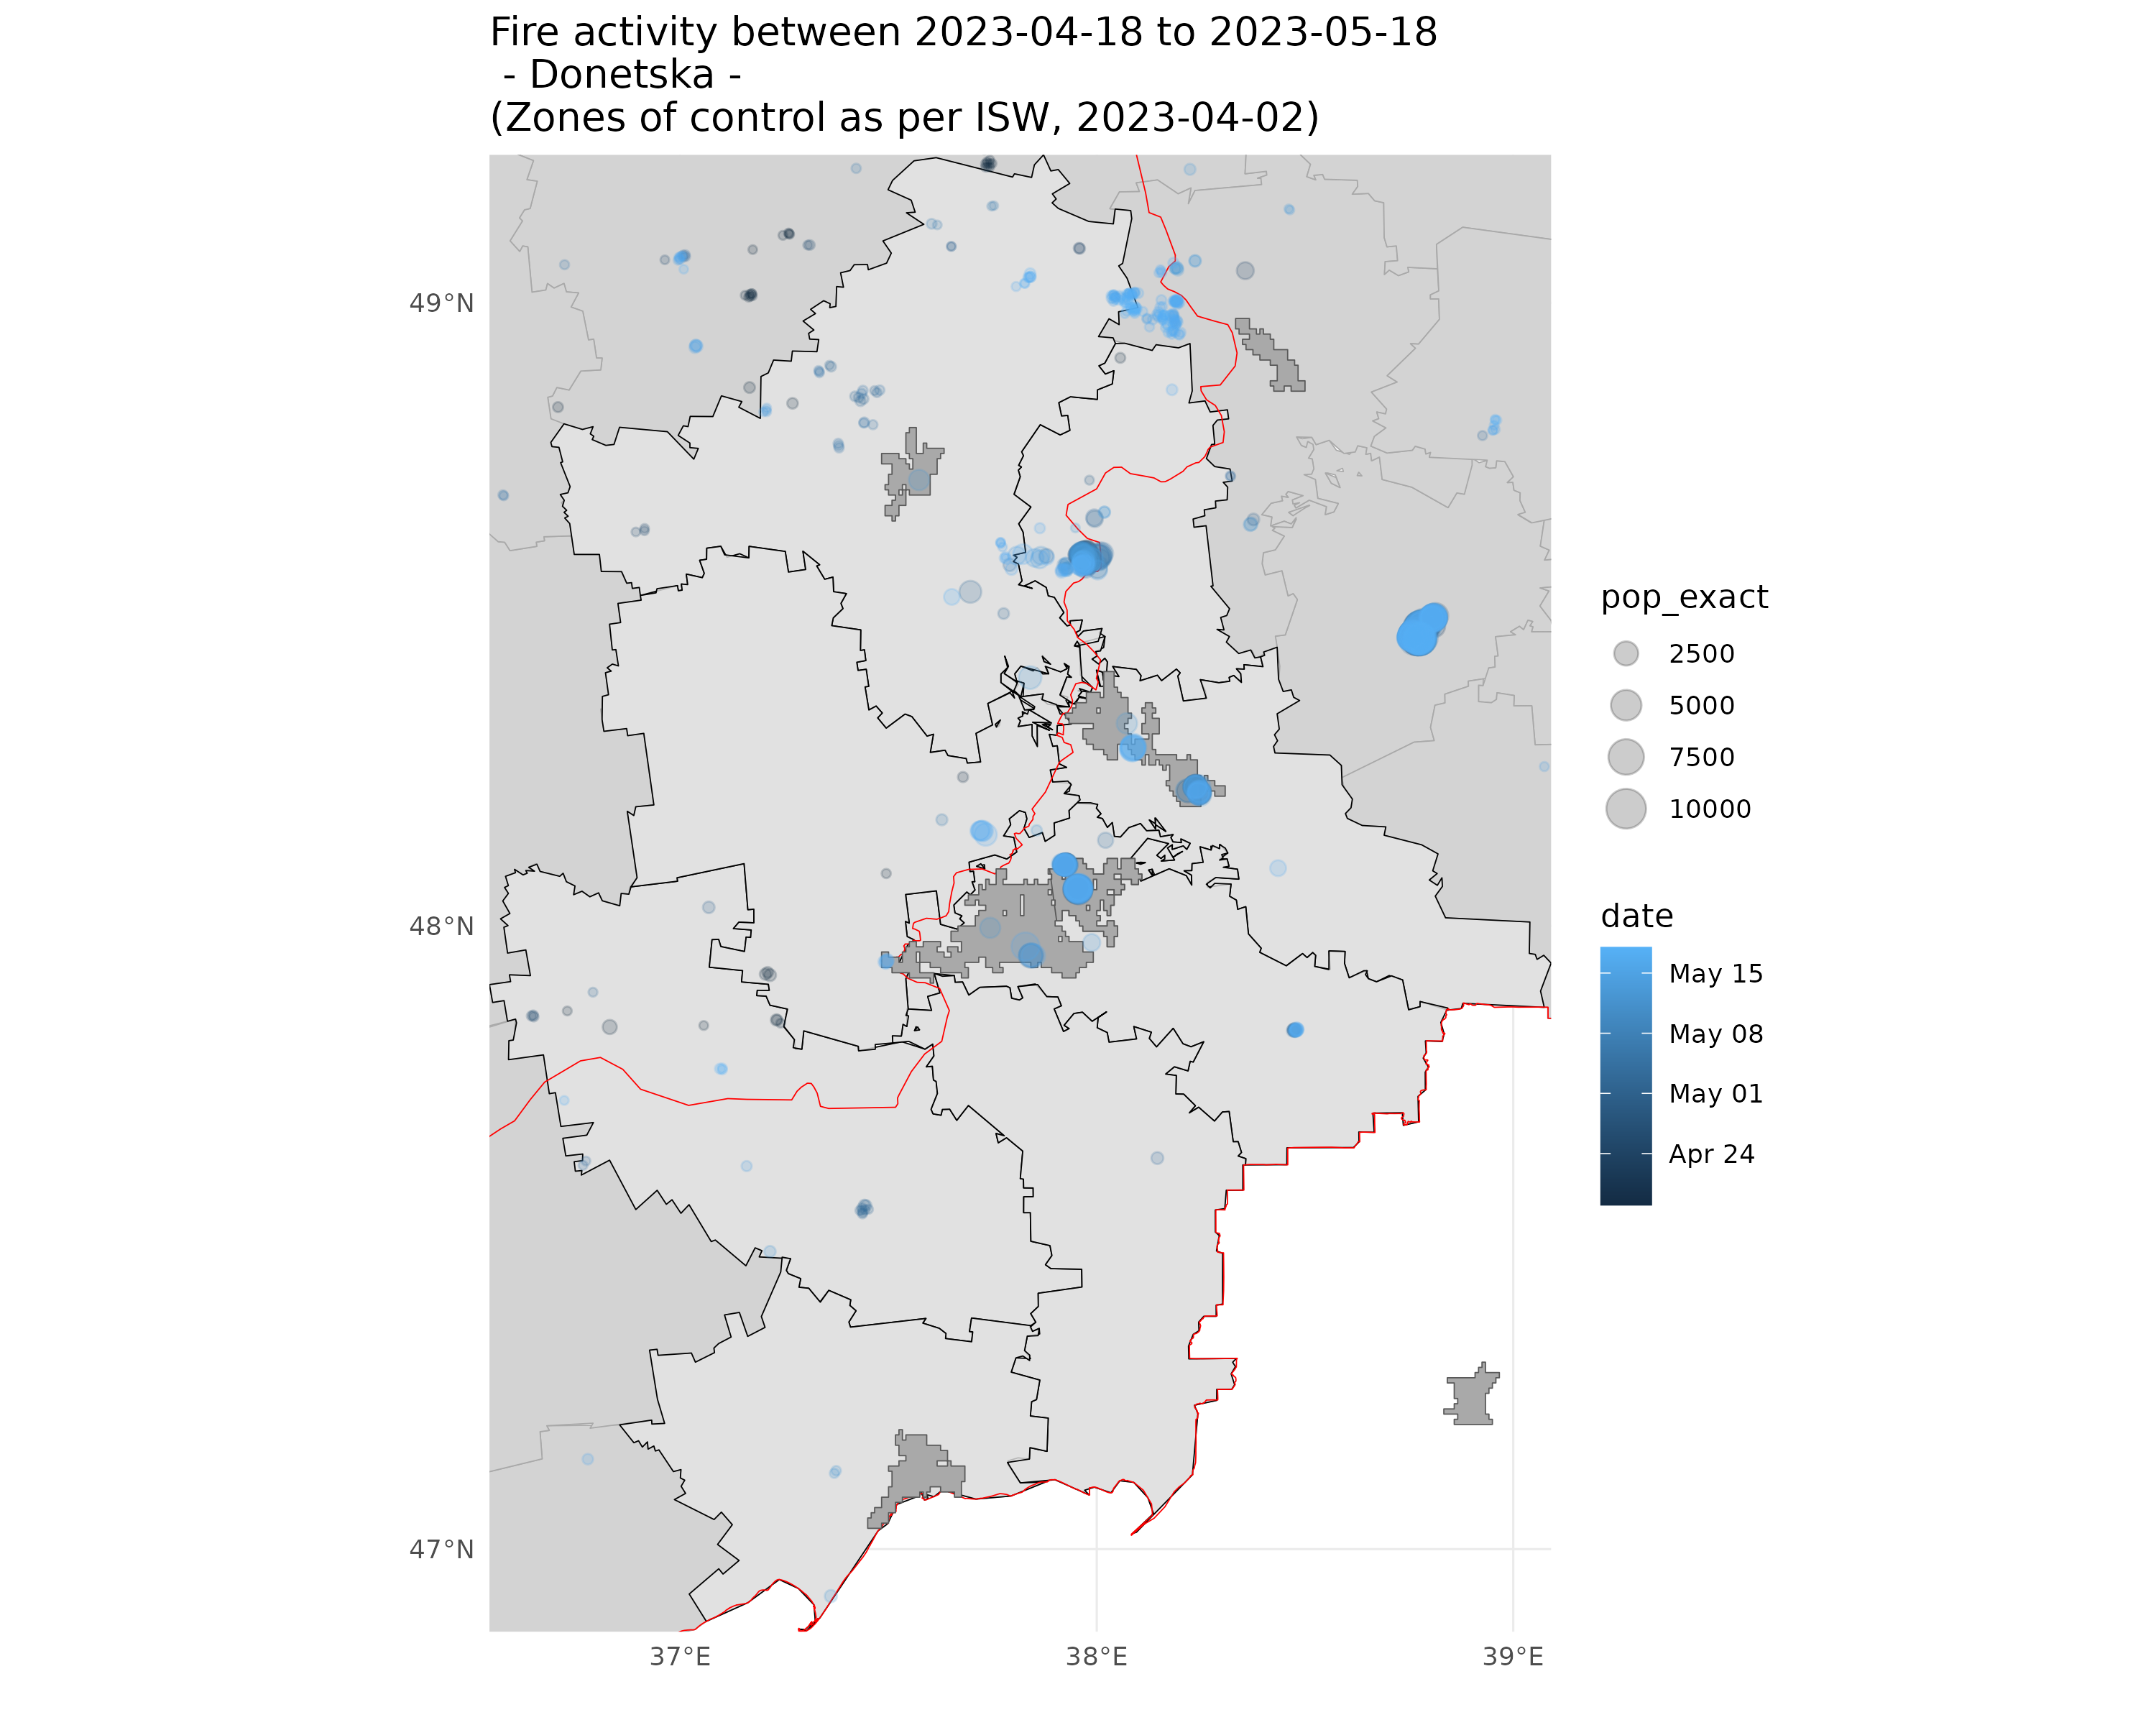 Fire activity between 2023-04-18 to 2023-05-18
- Donetska -
(Zones of control as per ISW, 2023-04-02)
49°N
48°N
47°N
37°E
38°E
39°E
pop_exact
2500
5000
7500
10000
date
May 15
May 08
May 01
Apr 24